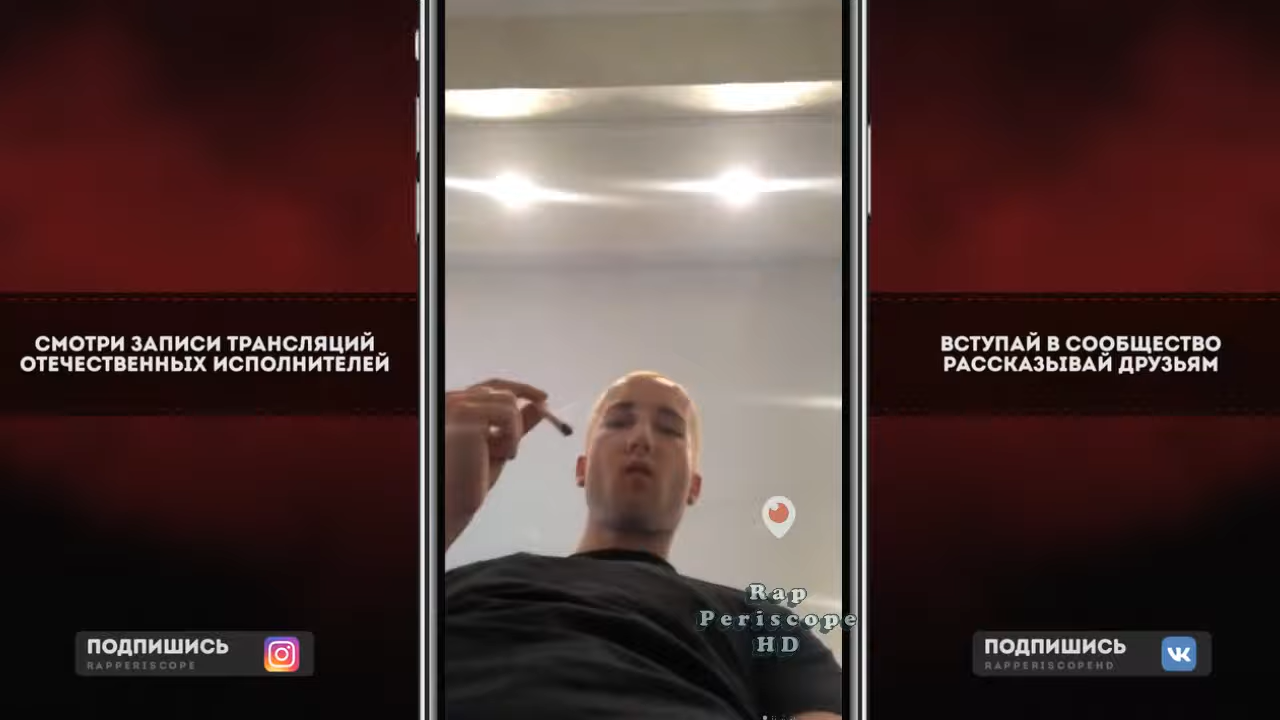 СМОТРИ ЗАПИСИ ТРАНСЛЯЦИЙ
ОТЕЧЕСТВЕННЫХ ИСПОЛНИТЕЛЕЙ
ВСТУПАЙ В СООБЩЕСТВО
РАССКАЗЫВАЙ ДРУЗЬЯМ
Rap
Periscope
HD
ПОДПИШИСЬ
RAPPERISCOPE
ПОДПИШИСЬ
RAPPERISCOPEHD